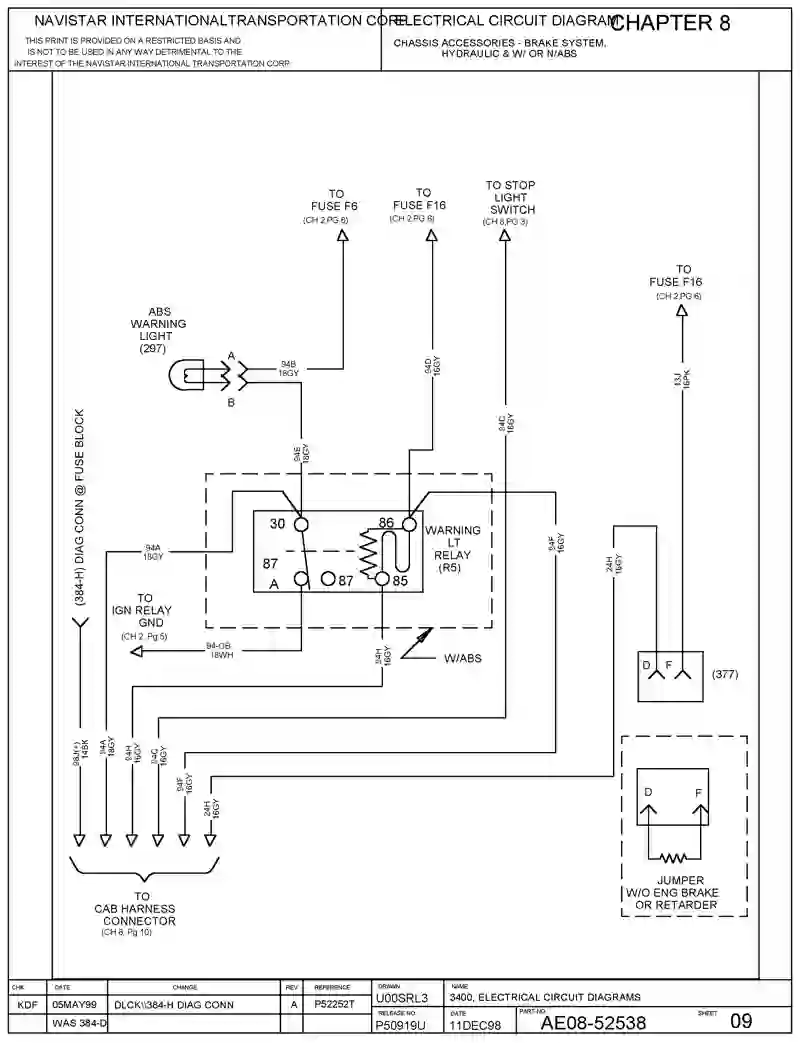 NAVISTAR INTERNATIONALTRANSPORTATION CORP.
THIS PRINT IS PROVIDED ON A RESTRICTED BASIS AND
IS NOT TO BE USED IN ANY WAY DETRIMENTAL TO THE
INTEREST OF THE NAVISTAR INTERNATIONAL TRANSPORTATION CORP
ELECTRICAL CIRCUIT DIAGRAM
CHASSIS ACCESSORIES - BRAKE SYSTEM,
HYDRAULIC & W/ OR N/ABS
CHAPTER 8
TO
FUSE F6
(CH 2,PG 6)
TO
FUSE F16
(CH 2,PG 6)
TO STOP
LIGHT
SWITCH
(CH 8,PG 3)
TO
FUSE F16
(CH 2,PG 6)
ABS
WARNING
LIGHT
(297)
A
B
94B
18GY
94D
16GY
94C
16GY
13J
16PK
94E
18GY
(384-H) DIAG CONN @ FUSE BLOCK
30
86
87
A
87
85
WARNING
LT
RELAY
(R5)
94A
18GY
94F
16GY
24H
16GY
TO
IGN RELAY
GND
(CH 2, Pg 5)
94-GB
18WH
94H
16GY
W/ABS
D F
(377)
98J(+)
14BK
94A
18GY
94H
16GY
94C
16GY
94F
16GY
24H
16GY
D F
JUMPER
W/O ENG BRAKE
OR RETARDER
TO
CAB HARNESS
CONNECTOR
(CH 8, Pg 10)
CHK DATE CHANGE REV REFERENCE
KDF 05MAY99 DLCK\\384-H DIAG CONN A P52252T
WAS 384-D
DRAWN
U00SRL3
RELEASE NO.
P50919U
NAME
3400, ELECTRICAL CIRCUIT DIAGRAMS
DATE
11DEC98
PART-NO.
AE08-52538
SHEET
09